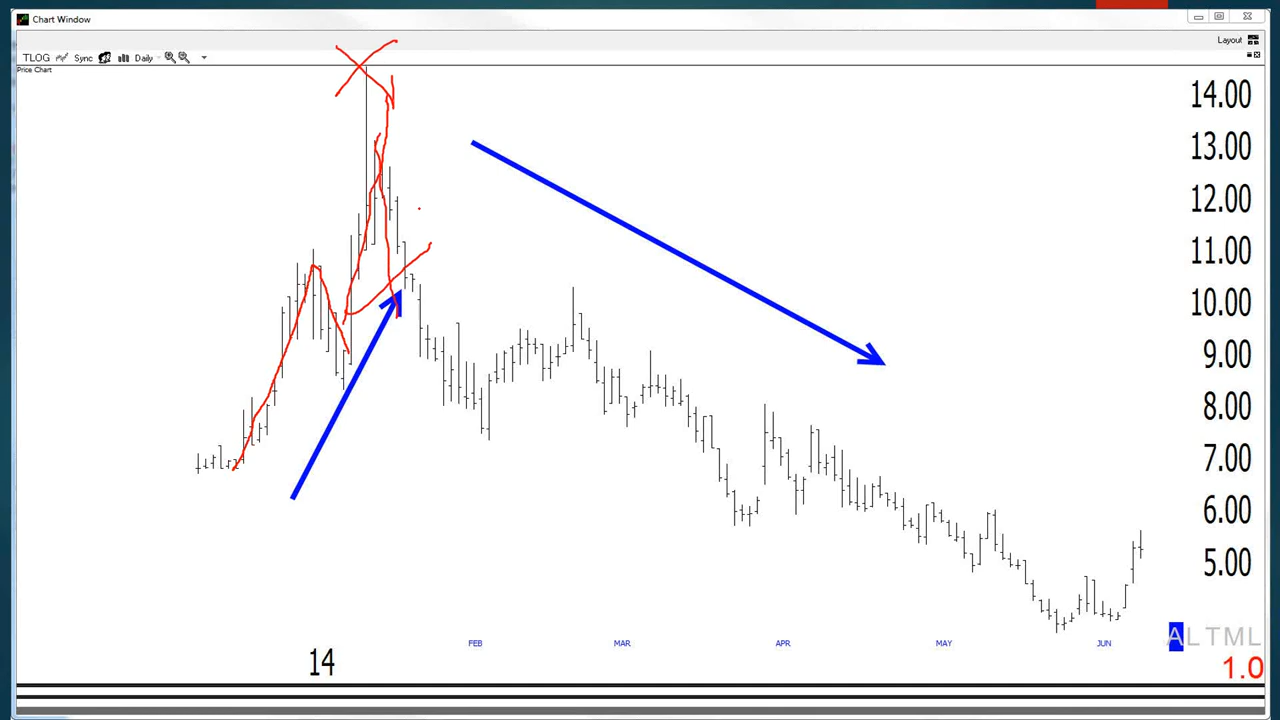 Chart Window
Layout
TLOG Sync Daily
Price Chart
14.00
13.00
12.00
11.00
10.00
9.00
8.00
7.00
6.00
5.00
FEB MAR APR MAY JUN
ALTML
14
1.0